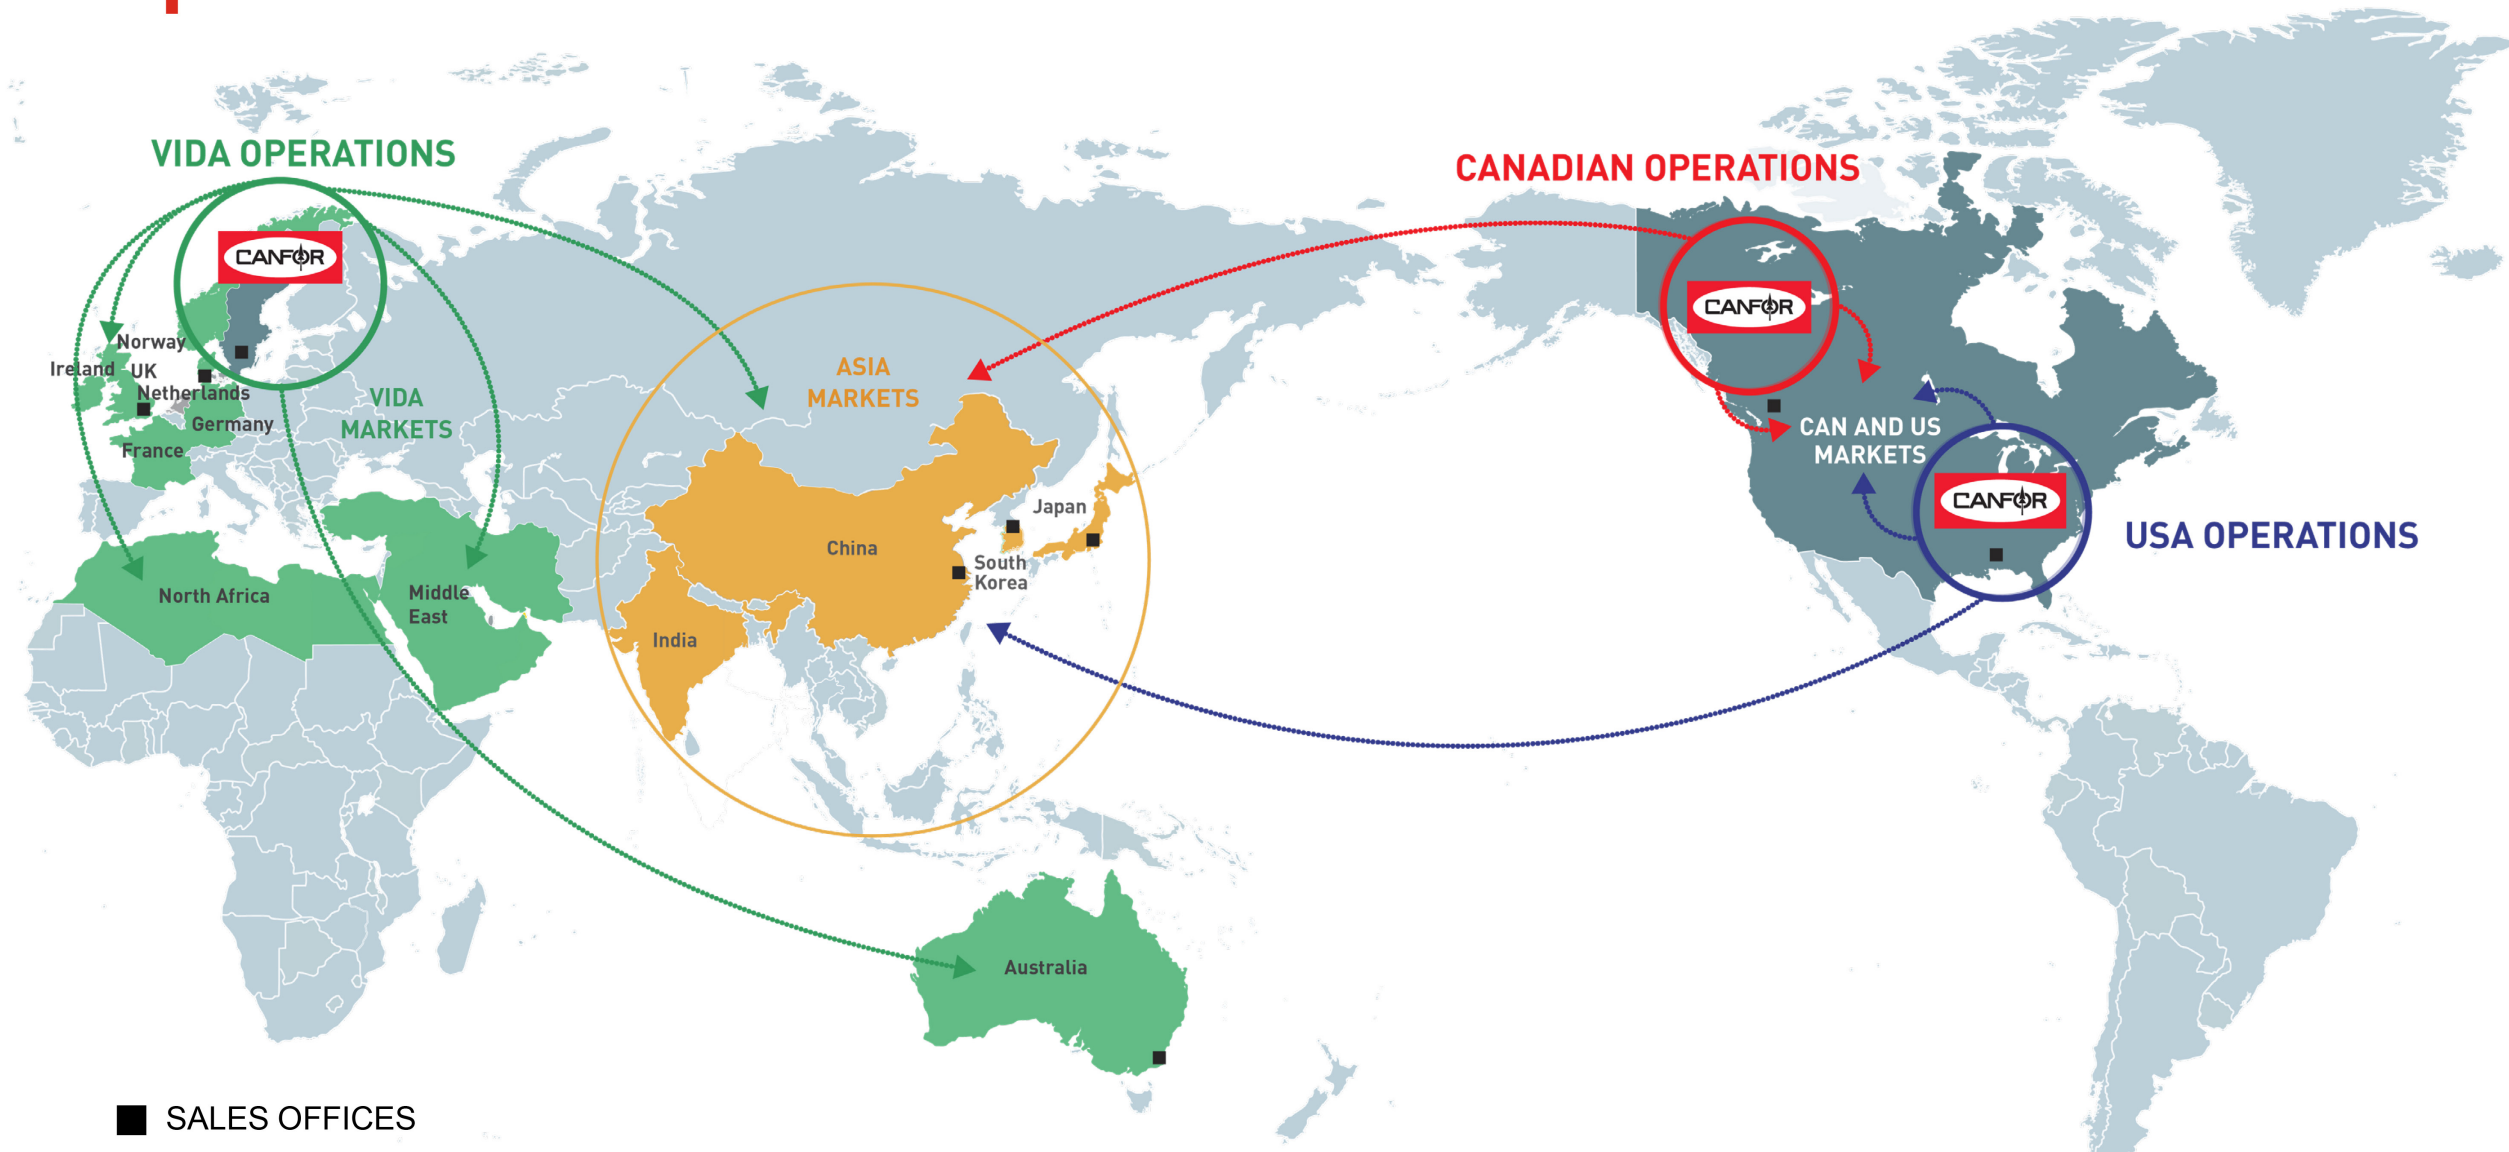 VIDA OPERATIONS
CANFOR
Norway
Ireland
UK
Netherlands
Germany
France
VIDA
MARKETS
North Africa
Middle
East
ASIA
MARKETS
Japan
China
South
Korea
India
Australia
CANADIAN OPERATIONS
CANFOR
CAN AND US
MARKETS
CANFOR
USA OPERATIONS
SALES OFFICES